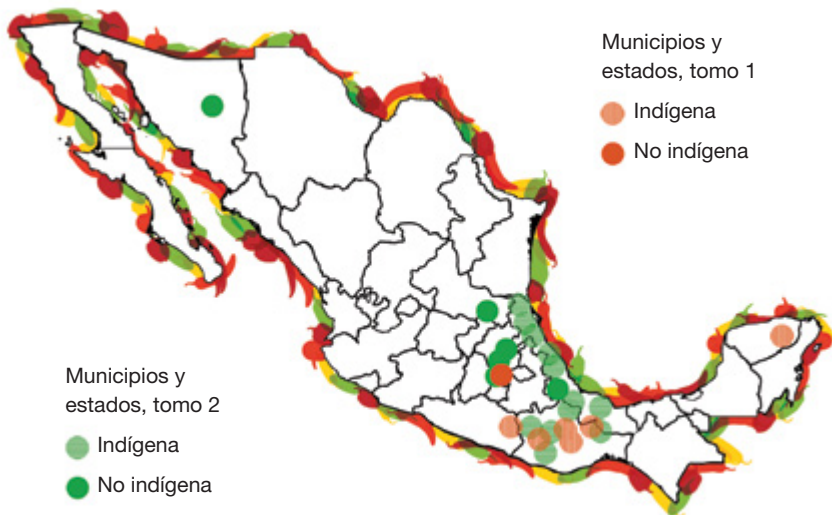 Municipios y
estados, tomo 1
Indígena
No indígena
Municipios y
estados, tomo 2
Indígena
No indígena